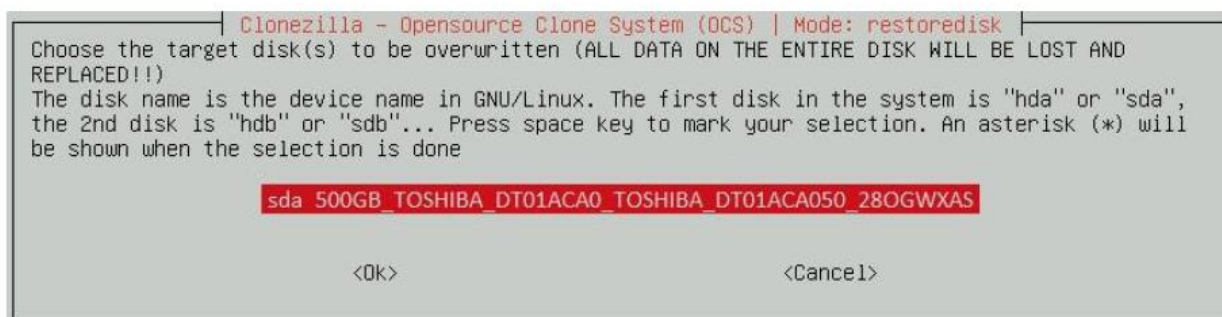 Clonezilla - Opensource Clone System (OCS) | Mode: restoredisk
Choose the target disk(s) to be overwritten (ALL DATA ON THE ENTIRE DISK WILL BE LOST AND
REPLACED!!)
The disk name is the device name in GNU/Linux. The first disk in the system is "hda" or "sda",
the 2nd disk is "hdb" or "sdb"... Press space key to mark your selection. An asterisk (*) will
be shown when the selection is done
sda 500GB_TOSHIBA_DT01ACA0_TOSHIBA_DT01ACA050_28OGWXAS
<Ok> <Cancel>